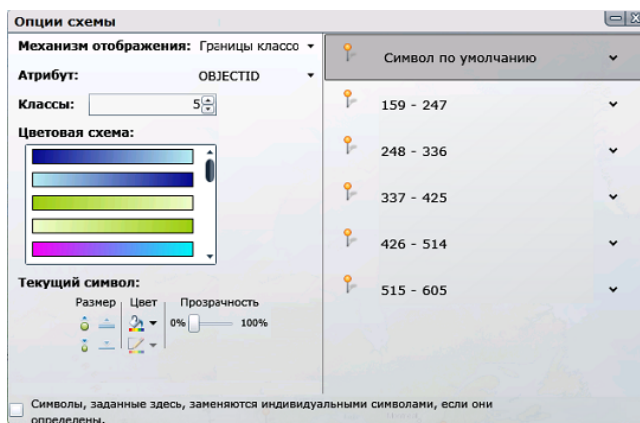 Опции схемы
Механизм отображения: Границы классо
Атрибут: OBJECTID
Классы: 5
Цветовая схема:
Текущий символ:
Размер Цвет Прозрачность
0% 100%
Символ по умолчанию
159 - 247
248 - 336
337 - 425
426 - 514
515 - 605
Символы, заданные здесь, заменяются индивидуальными символами, если они
определены.